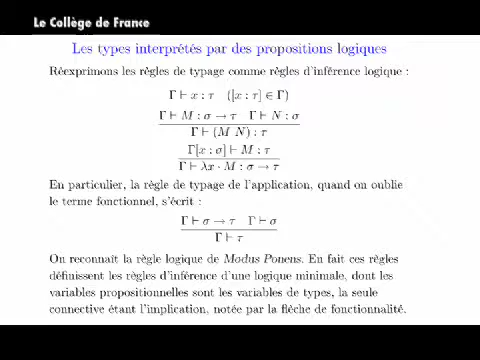 Le Collège de France
Les types interprétés par des propositions logiques
Réexprimons les règles de typage comme règles d'inférence logique :
Γ ⊢ x : τ ([x : τ] ∈ Γ)
Γ ⊢ M : σ → τ Γ ⊢ N : σ
Γ ⊢ (M N) : τ
Γ[x : σ] ⊢ M : τ
Γ ⊢ λx · M : σ → τ
En particulier, la règle de typage de l'application, quand on oublie
le terme fonctionnel, s'écrit :
Γ ⊢ σ → τ Γ ⊢ σ
Γ ⊢ τ
On reconnaît la règle logique de Modus Ponens. En fait ces règles
définissent les règles d'inférence d'une logique minimale, dont les
variables propositionnelles sont les variables de types, la seule
connective étant l'implication, notée par la flèche de fonctionnalité.